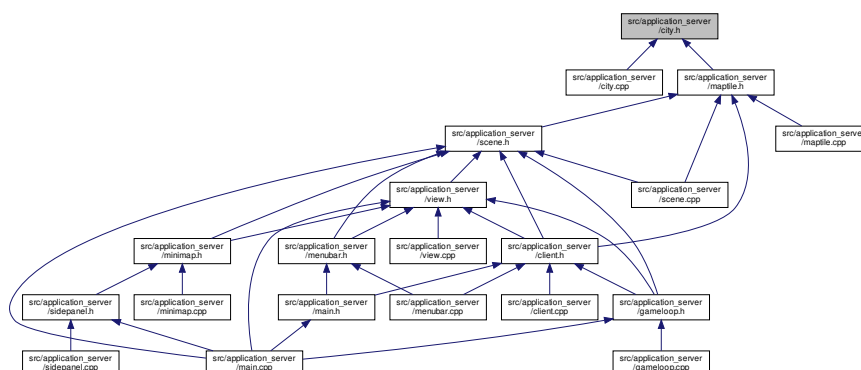 src/application_server
/city.h
src/application_server
/city.cpp
src/application_server
/maptile.h
src/application_server
/scene.h
src/application_server
/maptile.cpp
src/application_server
/view.h
src/application_server
/scene.cpp
src/application_server
/minimap.h
src/application_server
/menubar.h
src/application_server
/view.cpp
src/application_server
/client.h
src/application_server
/sidepanel.h
src/application_server
/minimap.cpp
src/application_server
/main.h
src/application_server
/menubar.cpp
src/application_server
/client.cpp
src/application_server
/gameloop.h
src/application_server
/sidepanel.cpp
src/application_server
/main.cpp
src/application_server
/gameloop.cpp